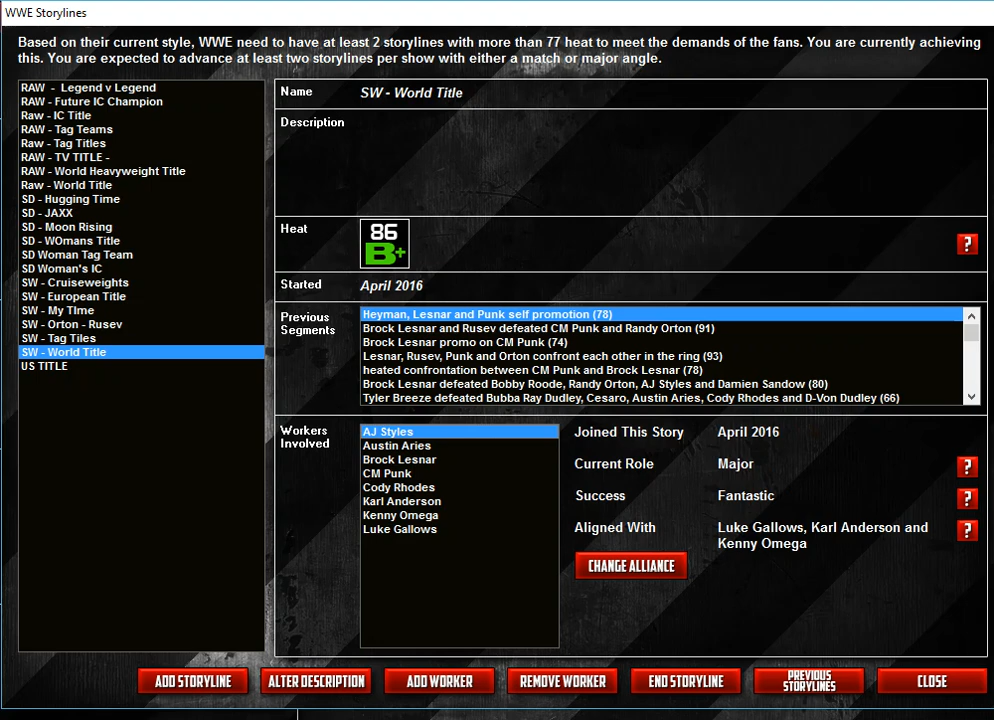 WWE Storylines
Based on their current style, WWE need to have at least 2 storylines with more than 77 heat to meet the demands of the fans. You are currently achieving
this. You are expected to advance at least two storylines per show with either a match or major angle.
RAW - Legend v Legend
RAW - Future IC Champion
Raw - IC Title
RAW - Tag Teams
Raw - Tag Titles
RAW - TV TITLE -
RAW - World Heavyweight Title
Raw - World Title
SD - Hugging Time
SD - JAXX
SD - Moon Rising
SD - WOmans Title
SD Woman Tag Team
SD Woman's IC
SW - Cruiseweights
SW - European Title
SW - My TIme
SW - Orton - Rusev
SW - Tag Tiles
SW - World Title
US TITLE
Name
SW - World Title
Description
Heat
86
B+
?
Started
April 2016
Previous
Segments
Heyman, Lesnar and Punk self promotion (78)
Brock Lesnar and Rusev defeated CM Punk and Randy Orton (91)
Brock Lesnar promo on CM Punk (74)
Lesnar, Rusev, Punk and Orton confront each other in the ring (93)
heated confrontation between CM Punk and Brock Lesnar (78)
Brock Lesnar defeated Bobby Roode, Randy Orton, AJ Styles and Damien Sandow (80)
Tyler Breeze defeated Bubba Ray Dudley, Cesaro, Austin Aries, Cody Rhodes and D-Von Dudley (66)
Workers
Involved
AJ Styles
Austin Aries
Brock Lesnar
CM Punk
Cody Rhodes
Karl Anderson
Kenny Omega
Luke Gallows
Joined This Story April 2016
Current Role Major ?
Success Fantastic ?
Aligned With Luke Gallows, Karl Anderson and ?
Kenny Omega
CHANGE ALLIANCE
ADD STORYLINE
ALTER DESCRIPTION
ADD WORKER
REMOVE WORKER
END STORYLINE
PREVIOUS
STORYLINES
CLOSE